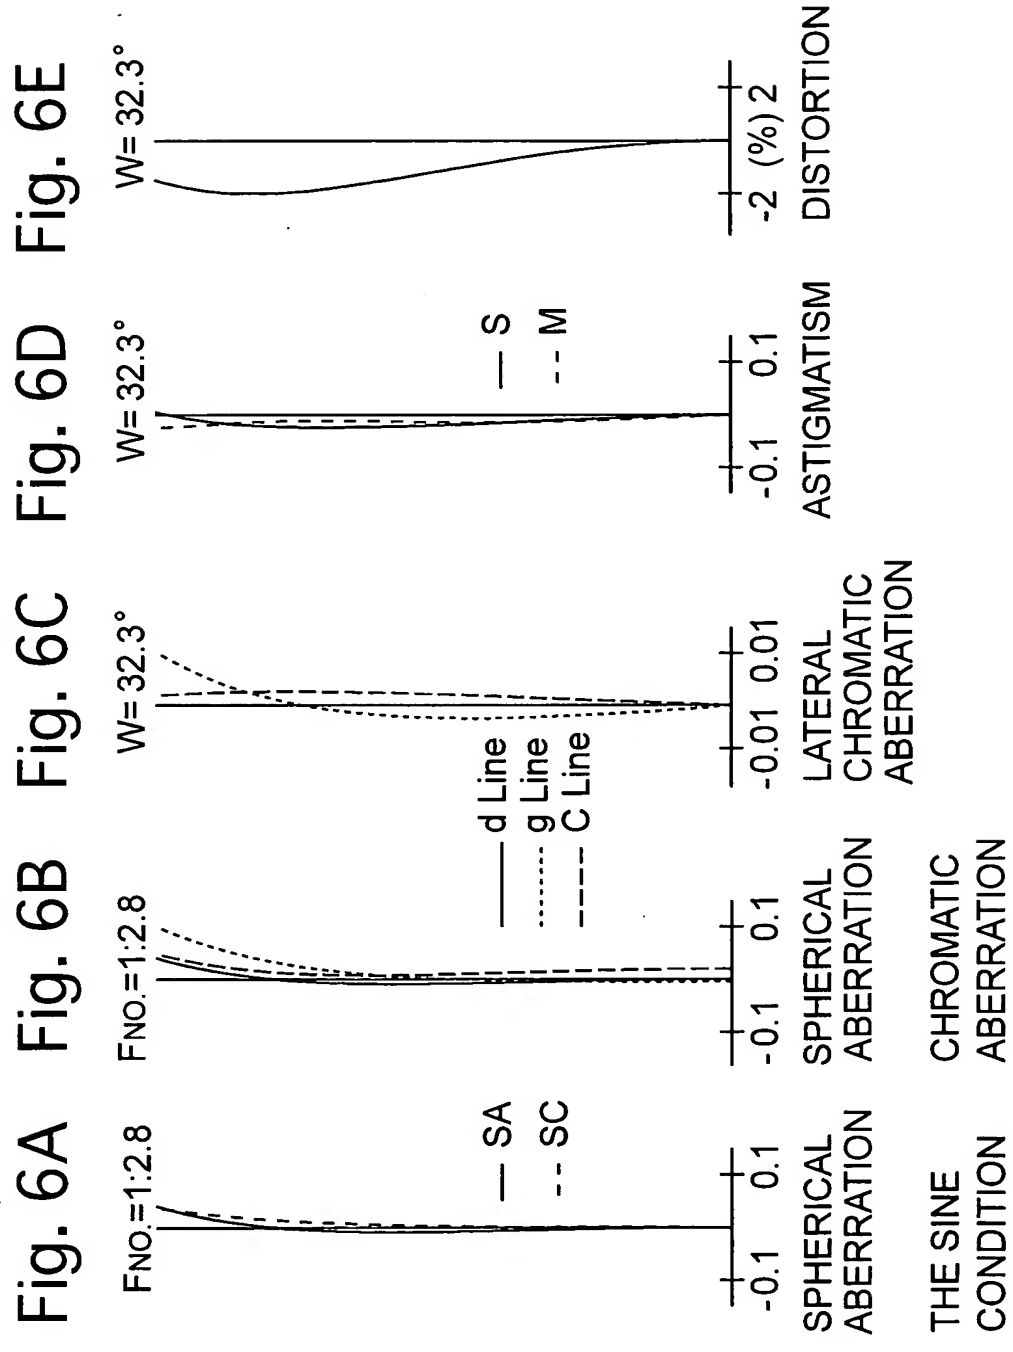 Fig. 6A
FNO.=1:2.8
SA
SC
-0.1
0.1
SPHERICAL
ABERRATION
THE SINE
CONDITION
Fig. 6B
FNO.=1:2.8
d Line
g Line
C Line
-0.1
0.1
SPHERICAL
ABERRATION
CHROMATIC
ABERRATION
Fig. 6C
W= 32.3°
-0.01
0.01
LATERAL
CHROMATIC
ABERRATION
Fig. 6D
W= 32.3°
S
M
-0.1
0.1
ASTIGMATISM
Fig. 6E
W= 32.3°
-2 (%) 2
DISTORTION